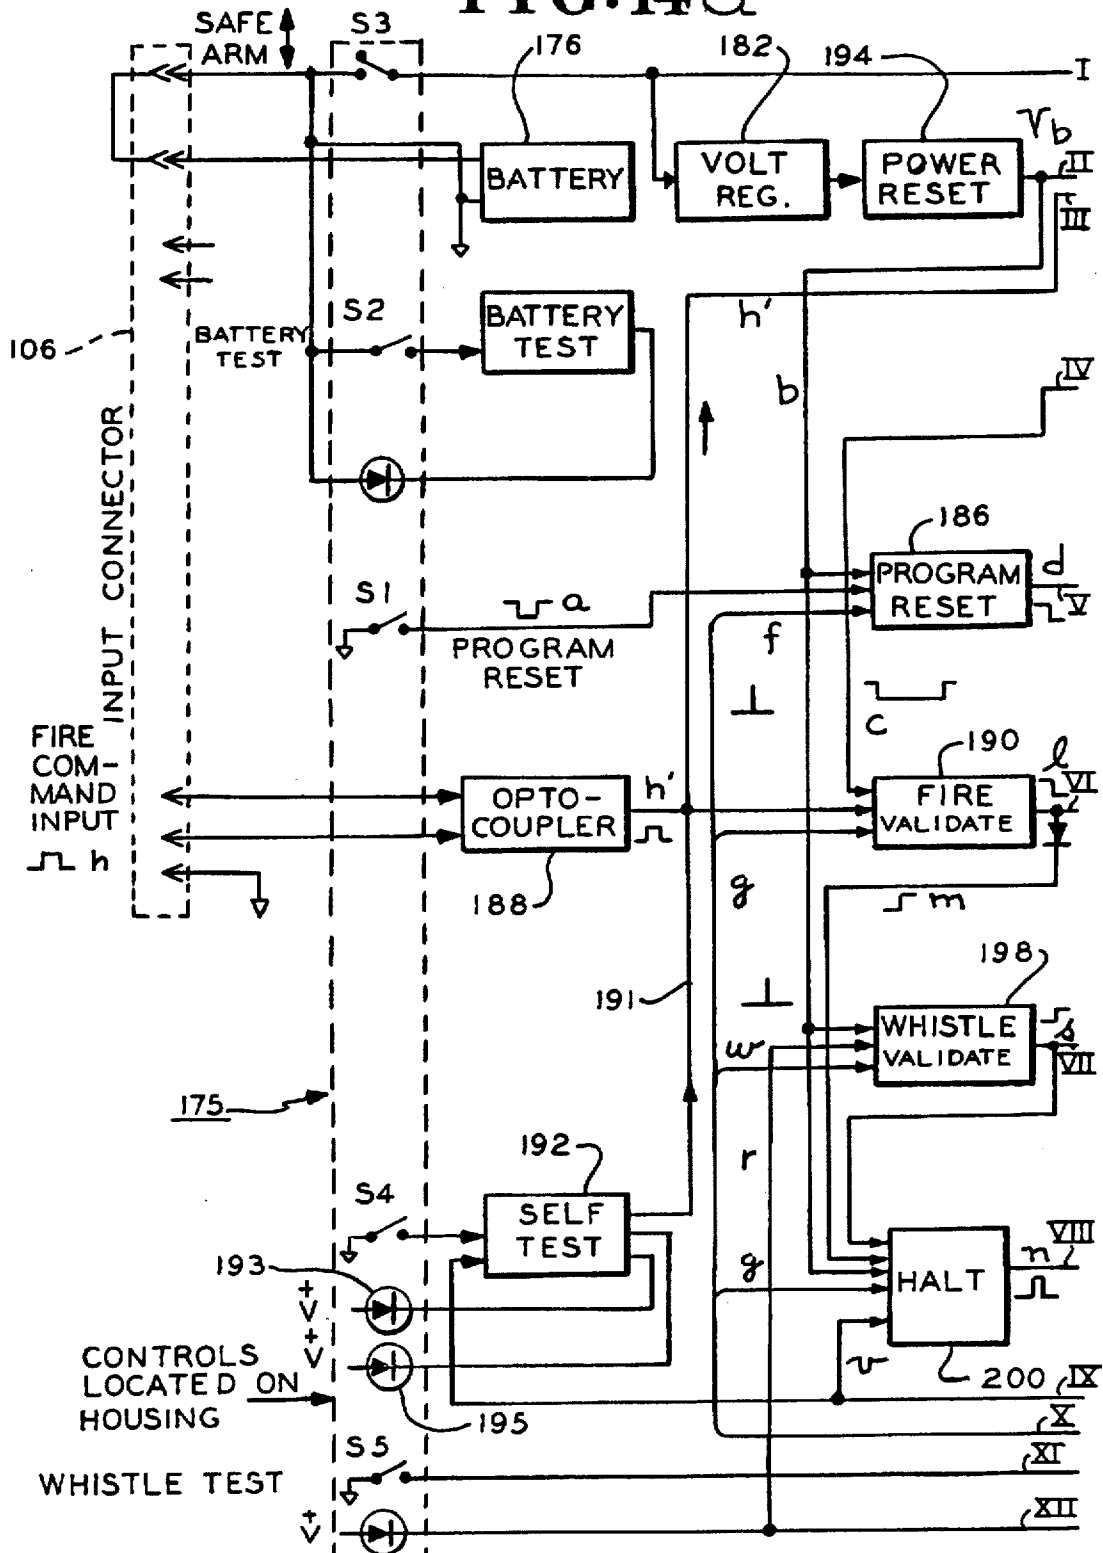 FIG. 14a
SAFE
ARM
S3
176
182
194
I
Vb
II
III
BATTERY
VOLT
REG.
POWER
RESET
h'
S2
BATTERY
TEST
BATTERY
TEST
106
b
IV
INPUT CONNECTOR
186
S1
a
PROGRAM
RESET
PROGRAM
RESET
d
V
f
c
FIRE
COM-
MAND
INPUT
h
OPTO-
COUPLER
h'
188
190
FIRE
VALIDATE
l
VI
g
m
191
198
WHISTLE
VALIDATE
s
VII
w
175
r
192
S4
SELF
TEST
193
+
V
+
V
g
HALT
n
VIII
v
200
IX
CONTROLS
LOCATED ON
HOUSING
195
X
S5
XI
WHISTLE TEST
+
V
XII